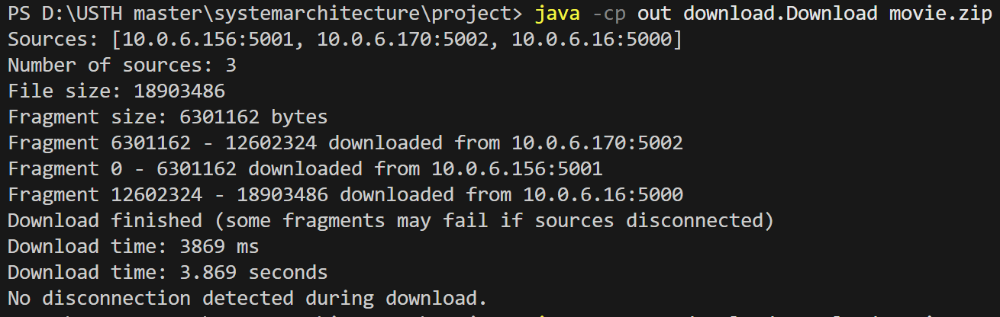 PS D:\USTH master\systemarchitecture\project> java -cp out download.Download movie.zip
Sources: [10.0.6.156:5001, 10.0.6.170:5002, 10.0.6.16:5000]
Number of sources: 3
File size: 18903486
Fragment size: 6301162 bytes
Fragment 6301162 - 12602324 downloaded from 10.0.6.170:5002
Fragment 0 - 6301162 downloaded from 10.0.6.156:5001
Fragment 12602324 - 18903486 downloaded from 10.0.6.16:5000
Download finished (some fragments may fail if sources disconnected)
Download time: 3869 ms
Download time: 3.869 seconds
No disconnection detected during download.